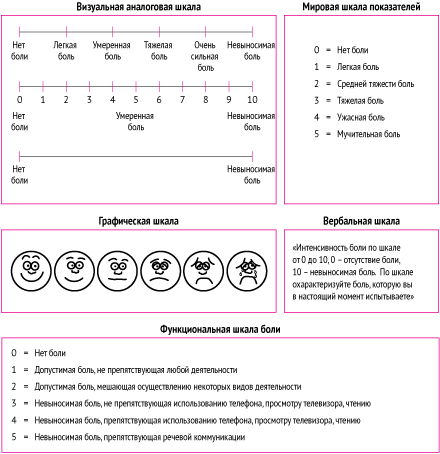 Визуальная аналоговая шкала
Нет боли
Легкая боль
Умеренная боль
Тяжелая боль
Очень сильная боль
Невыносимая боль
0 1 2 3 4 5 6 7 8 9 10
Нет боли
Умеренная боль
Невыносимая боль
Нет боли
Невыносимая боль
Мировая шкала показателей
0 = Нет боли
1 = Легкая боль
2 = Средней тяжести боль
3 = Тяжелая боль
4 = Ужасная боль
5 = Мучительная боль
Графическая шкала
Вербальная шкала
«Интенсивность боли по шкале
от 0 до 10, 0 – отсутствие боли,
10 – невыносимая боль. По шкале
охарактеризуйте боль, которую вы
в настоящий момент испытываете»
Функциональная шкала боли
0 = Нет боли
1 = Допустимая боль, не препятствующая любой деятельности
2 = Допустимая боль, мешающая осуществлению некоторых видов деятельности
3 = Невыносимая боль, не препятствующая использованию телефона, просмотру телевизора, чтению
4 = Невыносимая боль, препятствующая использованию телефона, просмотру телевизора, чтению
5 = Невыносимая боль, препятствующая речевой коммуникации